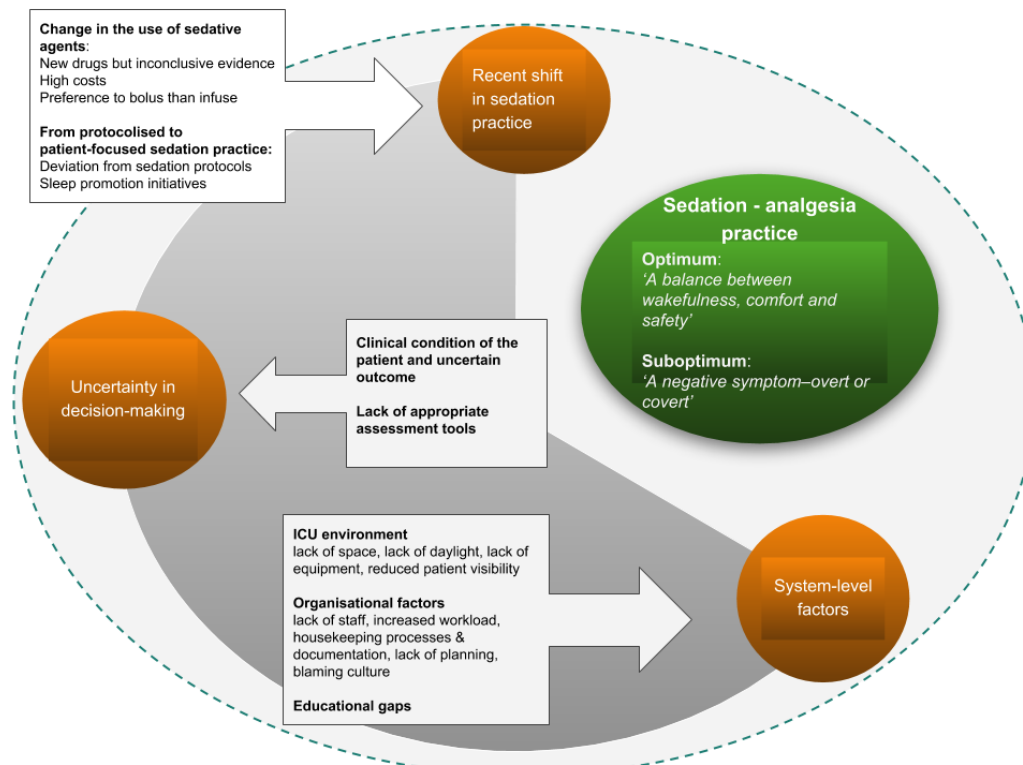 Change in the use of sedative
agents:
New drugs but inconclusive evidence
High costs
Preference to bolus than infuse
From protocolised to
patient-focused sedation practice:
Deviation from sedation protocols
Sleep promotion initiatives
Recent shift
in sedation
practice
Sedation - analgesia
practice
Optimum:
‘A balance between
wakefulness, comfort and
safety’
Suboptimum:
‘A negative symptom–overt or
covert’
Clinical condition of the
patient and uncertain
outcome
Lack of appropriate
assessment tools
Uncertainty in
decision-making
ICU environment
lack of space, lack of daylight, lack of
equipment, reduced patient visibility
Organisational factors
lack of staff, increased workload,
housekeeping processes &
documentation, lack of planning,
blaming culture
Educational gaps
System-level
factors